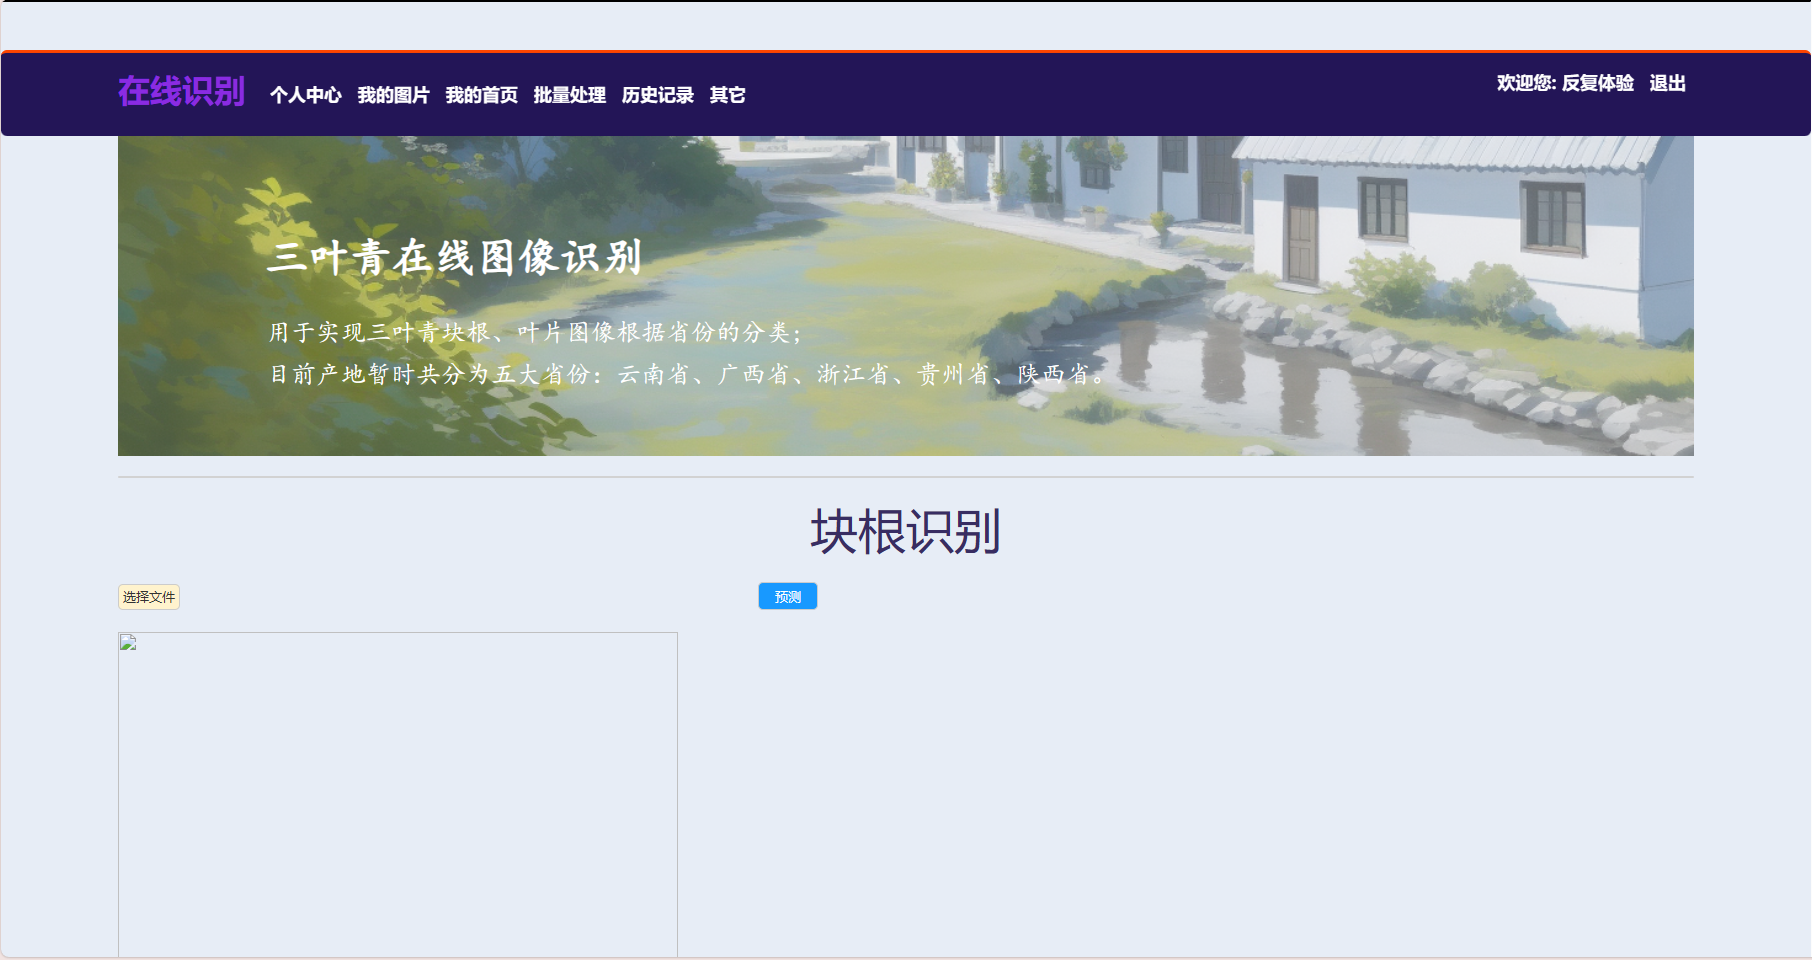 在线识别 个人中心 我的图片 我的首页 批量处理 历史记录 其它 欢迎您: 反复体验 退出
三叶青在线图像识别
用于实现三叶青块根、叶片图像根据省份的分类；
目前产地暂时共分为五大省份：云南省、广西省、浙江省、贵州省、陕西省。
块根识别
选择文件 预测